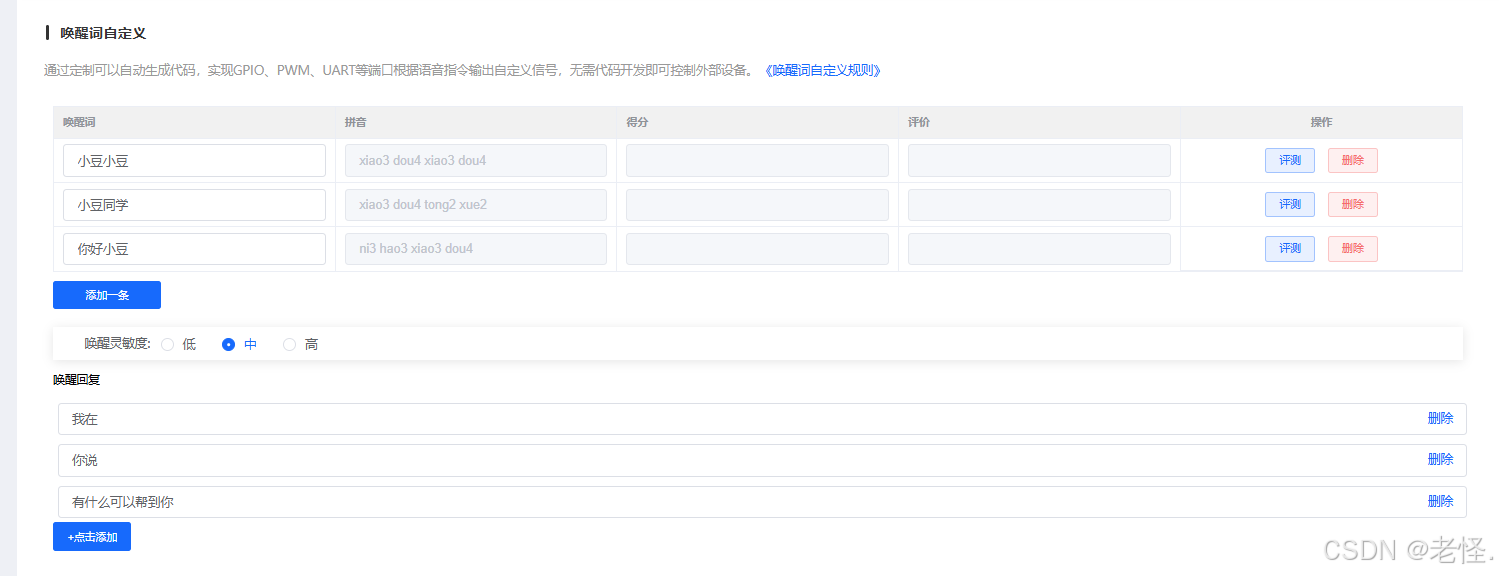 唤醒词自定义
通过定制可以自动生成代码，实现GPIO、PWM、UART等端口根据语音指令输出自定义信号，无需代码开发即可控制外部设备。 《唤醒词自定义规则》
唤醒词 拼音 得分 评价 操作
小豆小豆 xiao3 dou4 xiao3 dou4 评测 删除
小豆同学 xiao3 dou4 tong2 xue2 评测 删除
你好小豆 ni3 hao3 xiao3 dou4 评测 删除
添加一条
唤醒灵敏度: 低 中 高
唤醒回复
我在 删除
你说 删除
有什么可以帮到你 删除
+点击添加
CSDN @老怪.